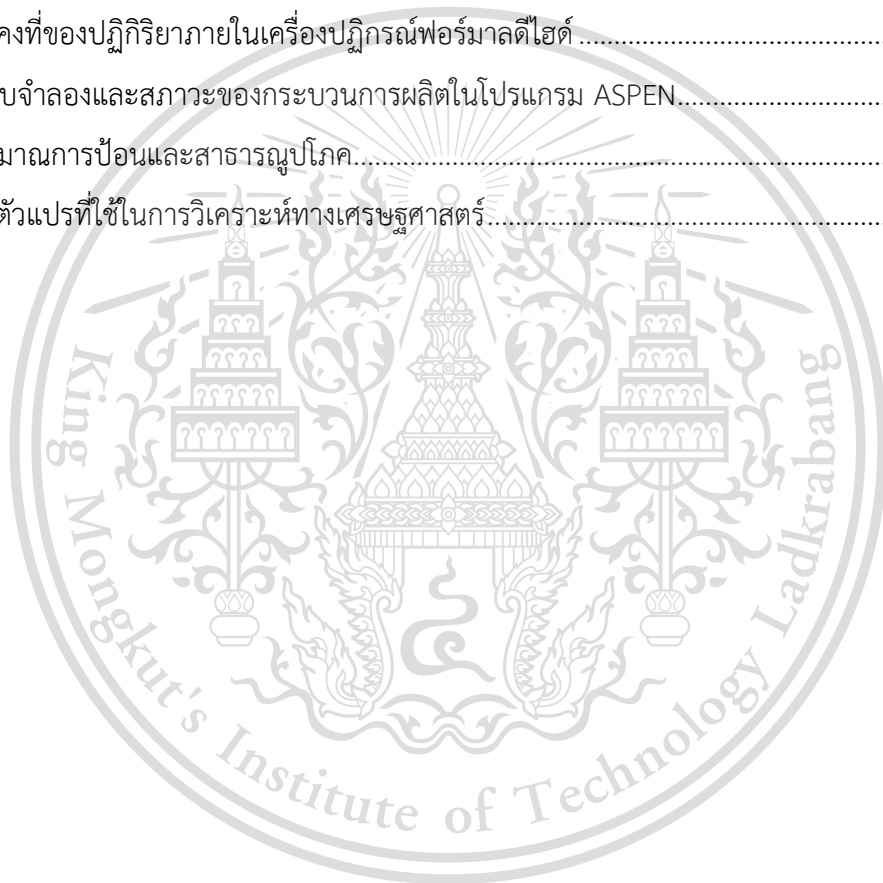 คงที่ของปฏิกิริยาภายในเครื่องปฏิกรณ์ฟอร์มาลดีไฮด์ ........................................
บบจำลองและสภาวะของกระบวนการผลิตในโปรแกรม ASPEN...........................
มาณการป้อนและสาธารณูปโภค.....................................................................
ตัวแปรที่ใช้ในการวิเคราะห์ทางเศรษฐศาสตร์....................................................
King Mongkut's Institute of Technology Ladkrabang